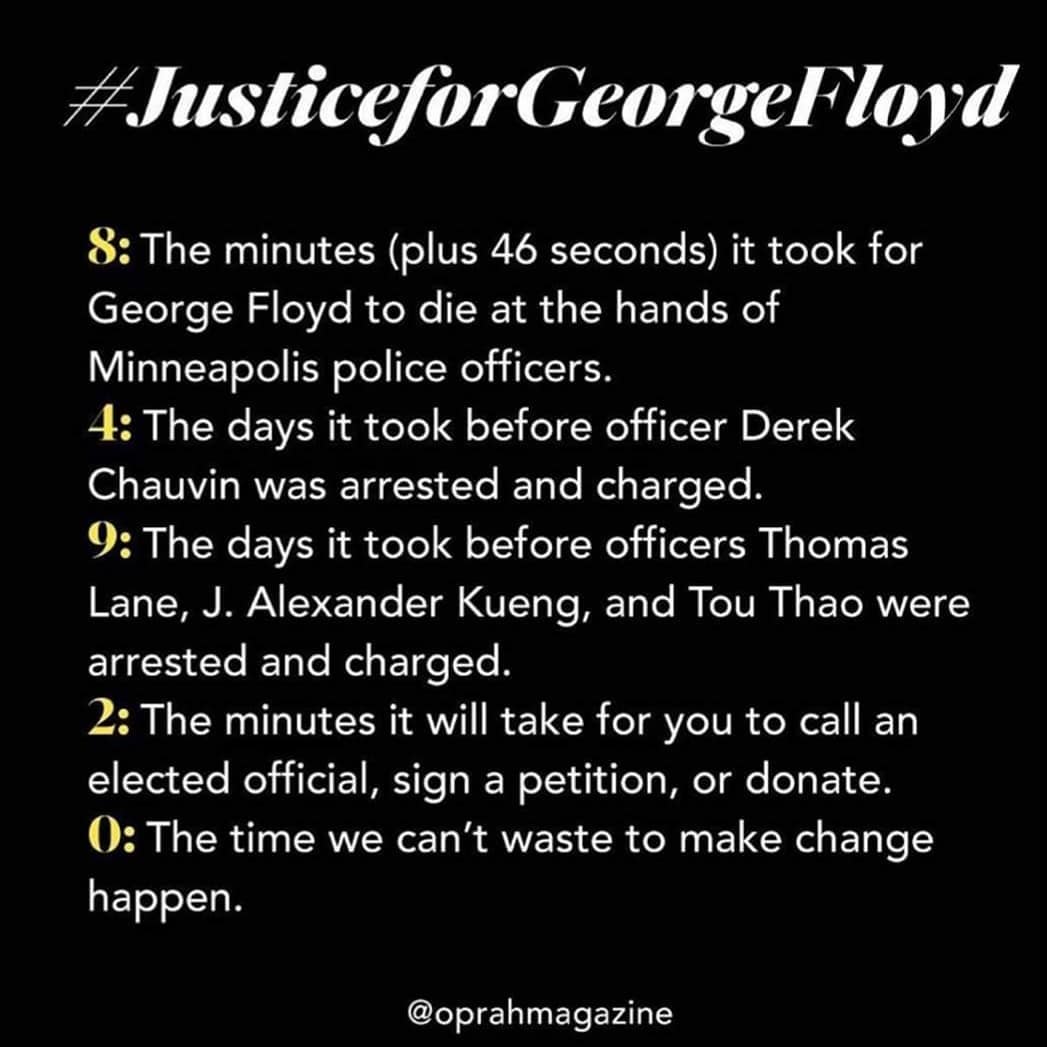 #JusticeforGeorgeFloyd
8: The minutes (plus 46 seconds) it took for
George Floyd to die at the hands of
Minneapolis police officers.
4: The days it took before officer Derek
Chauvin was arrested and charged.
9: The days it took before officers Thomas
Lane, J. Alexander Kueng, and Tou Thao were
arrested and charged.
2: The minutes it will take for you to call an
elected official, sign a petition, or donate.
0: The time we can’t waste to make change
happen.
@oprahmagazine